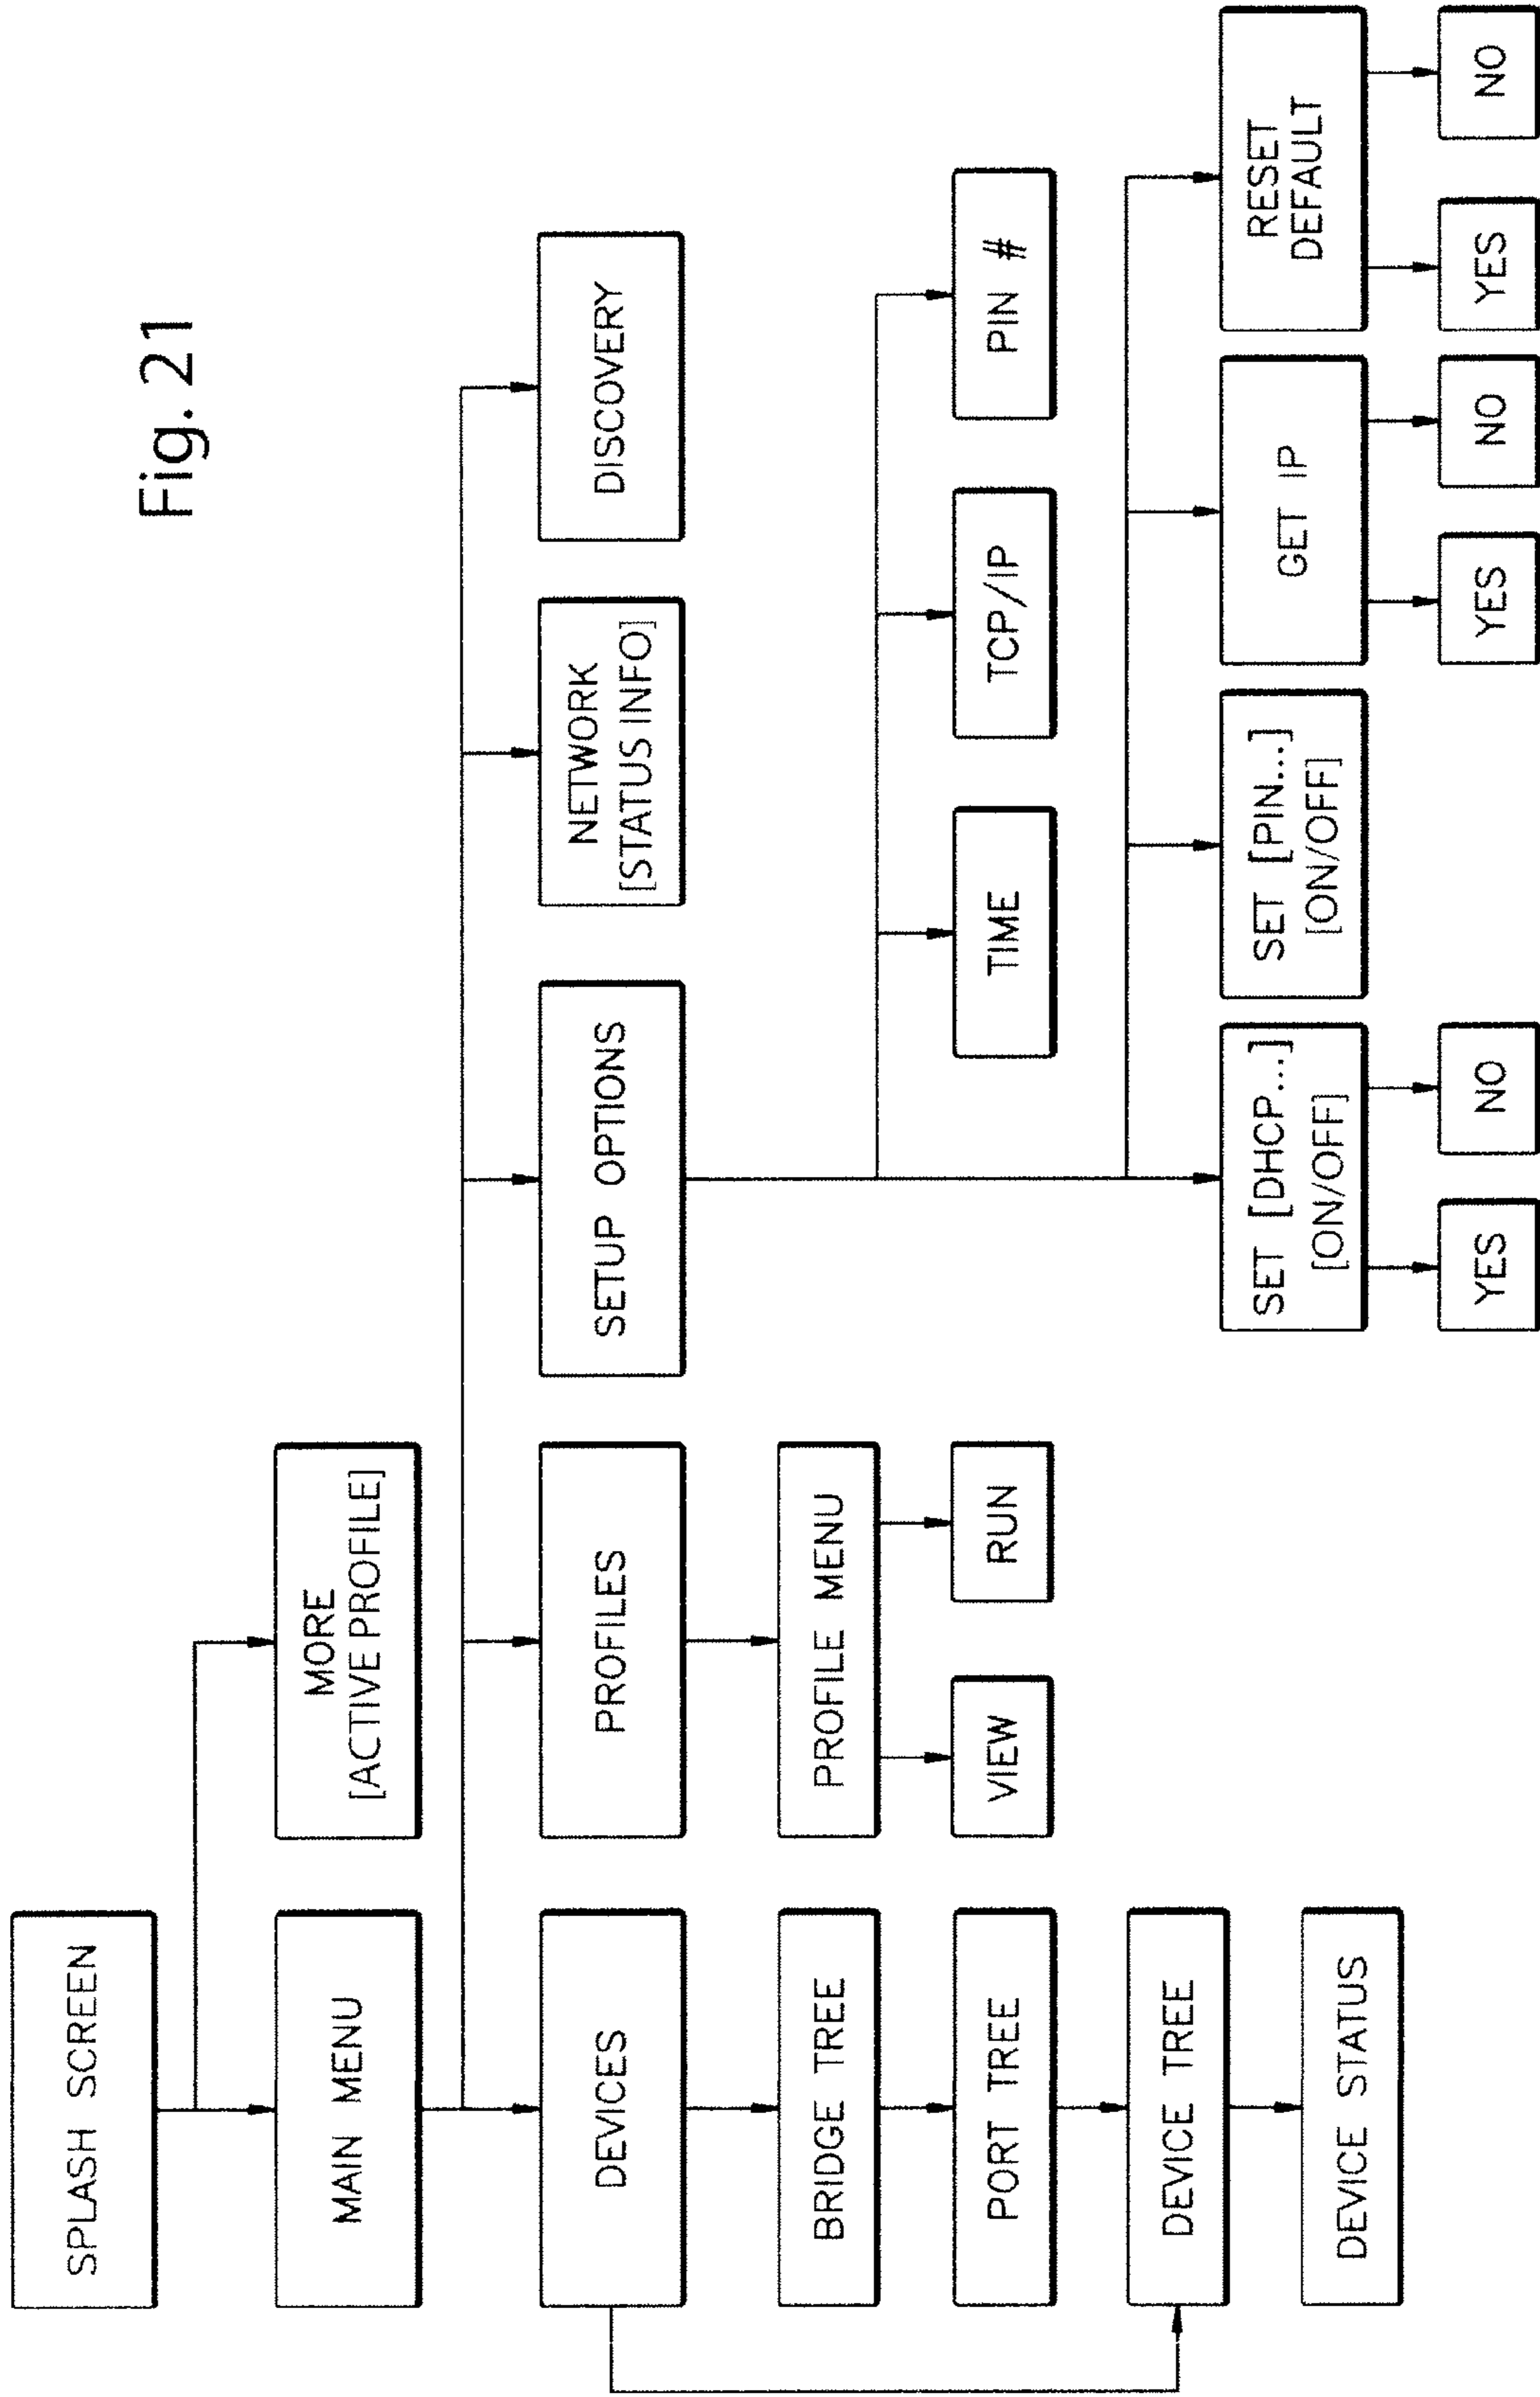 Fig. 21
SPLASH SCREEN
MAIN MENU
MORE
[ACTIVE PROFILE]
DEVICES
PROFILES
SETUP OPTIONS
NETWORK
[STATUS INFO]
DISCOVERY
BRIDGE TREE
PROFILE MENU
PORT TREE
VIEW
RUN
TIME
TCP/IP
PIN #
DEVICE TREE
SET [DHCP...]
[ON/OFF]
SET [PIN...]
[ON/OFF]
GET IP
RESET
DEFAULT
DEVICE STATUS
YES
NO
YES
NO
YES
NO